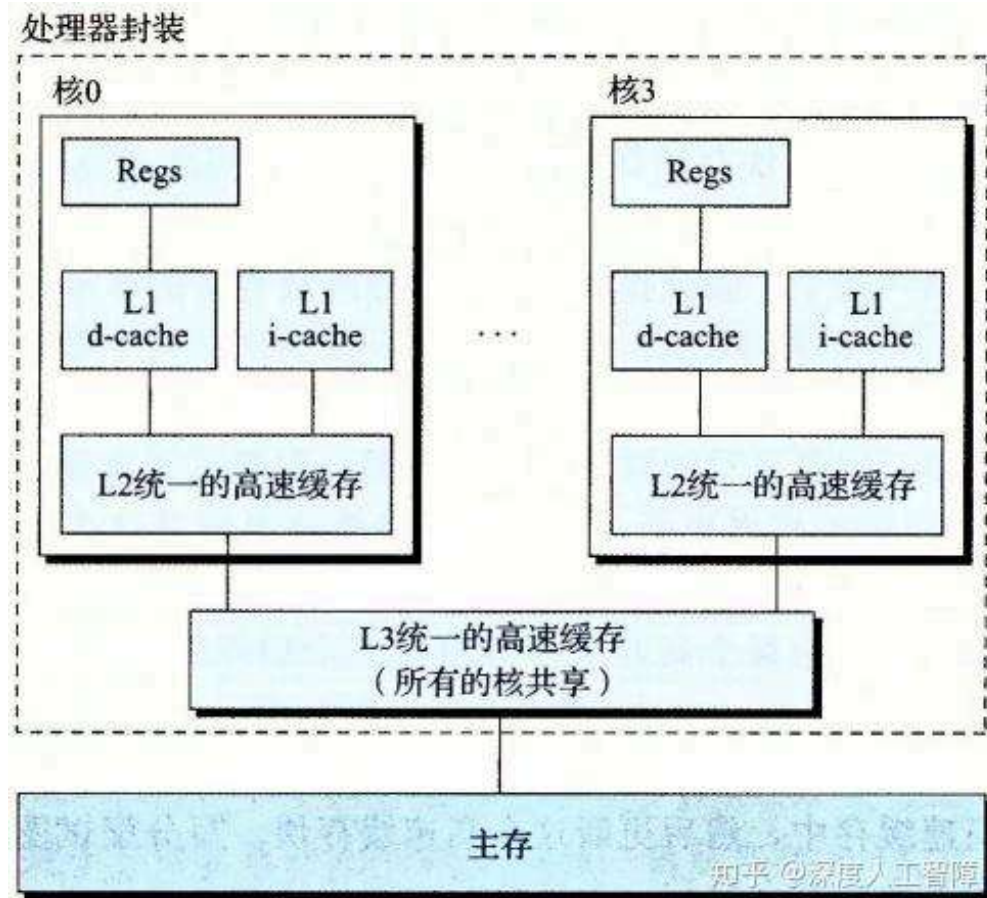 处理器封装
核0
核3
Regs
Regs
L1
d-cache
L1
i-cache
...
L1
d-cache
L1
i-cache
L2统一的高速缓存
L2统一的高速缓存
L3统一的高速缓存
（所有的核共享）
主存
知乎 @深度人工智障